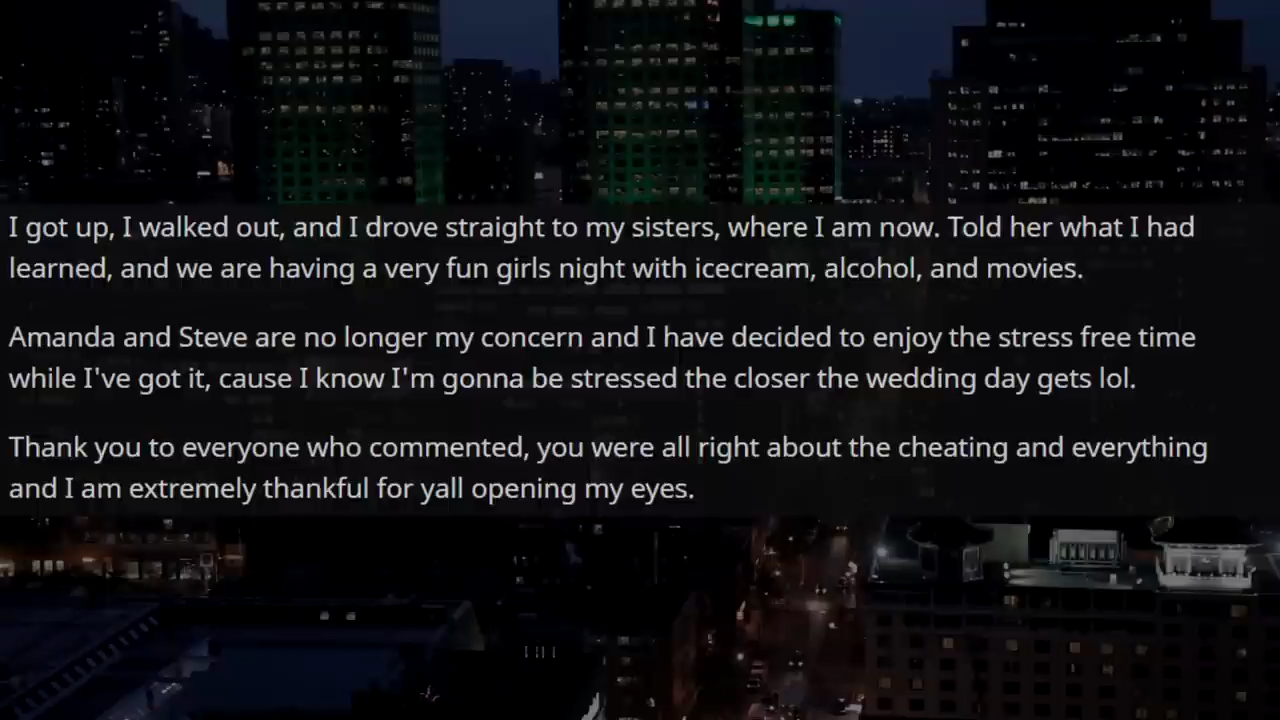 I got up, I walked out, and I drove straight to my sisters, where I am now. Told her what I had
learned, and we are having a very fun girls night with icecream, alcohol, and movies.
Amanda and Steve are no longer my concern and I have decided to enjoy the stress free time
while I've got it, cause I know I'm gonna be stressed the closer the wedding day gets lol.
Thank you to everyone who commented, you were all right about the cheating and everything
and I am extremely thankful for yall opening my eyes.